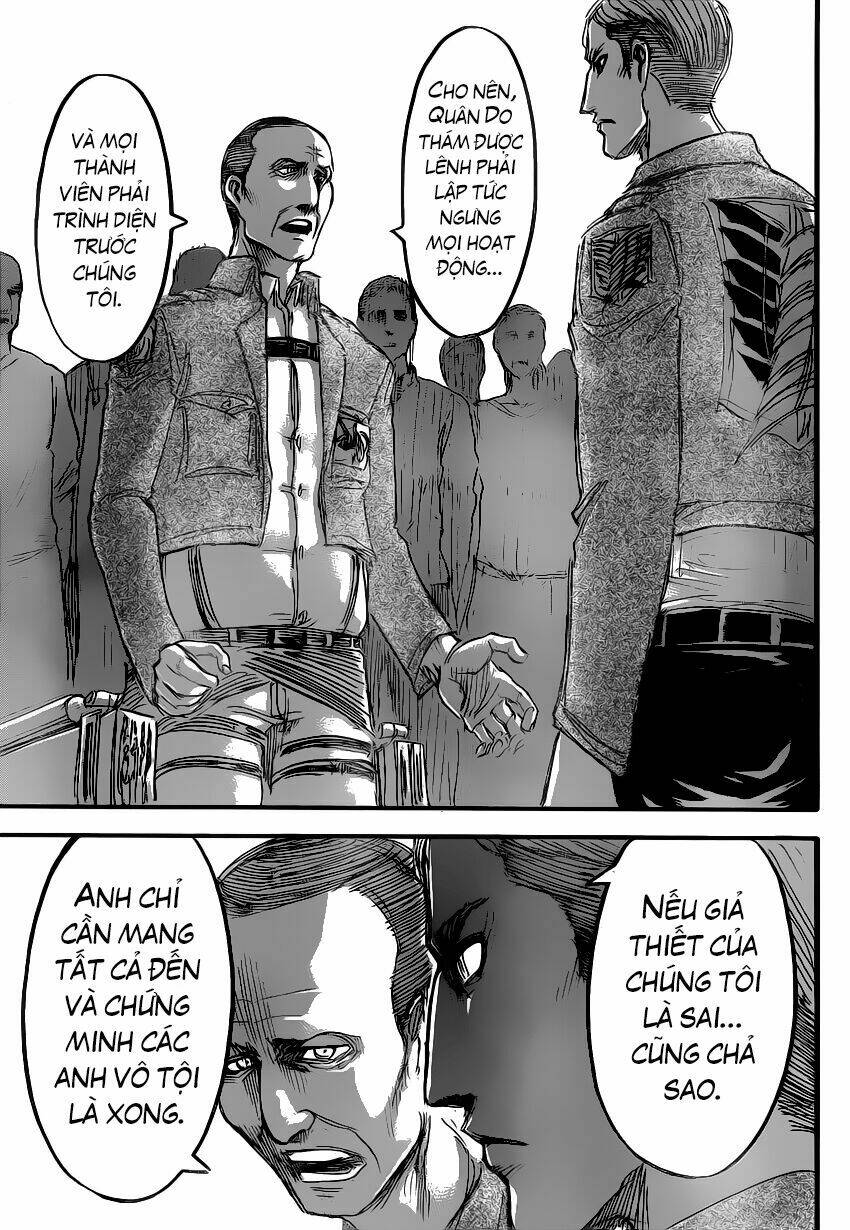 CHO NÊN,
QUÂN DO
THÁM ĐƯỢC
LÊNH PHẢI
LẬP TỨC
NGƯNG
MỌI HOẠT
ĐỘNG...
VÀ MỌI
THÀNH
VIÊN PHẢI
TRÌNH DIỆN
TRƯỚC
CHÚNG
TÔI.
NẾU GIẢ
THIẾT CỦA
CHÚNG TÔI
LÀ SAI...
CŨNG CHẢ
SAO.
ANH CHỈ
CẦN MANG
TẤT CẢ ĐẾN
VÀ CHỨNG
MINH CÁC
ANH VÔ TỘI
LÀ XONG.